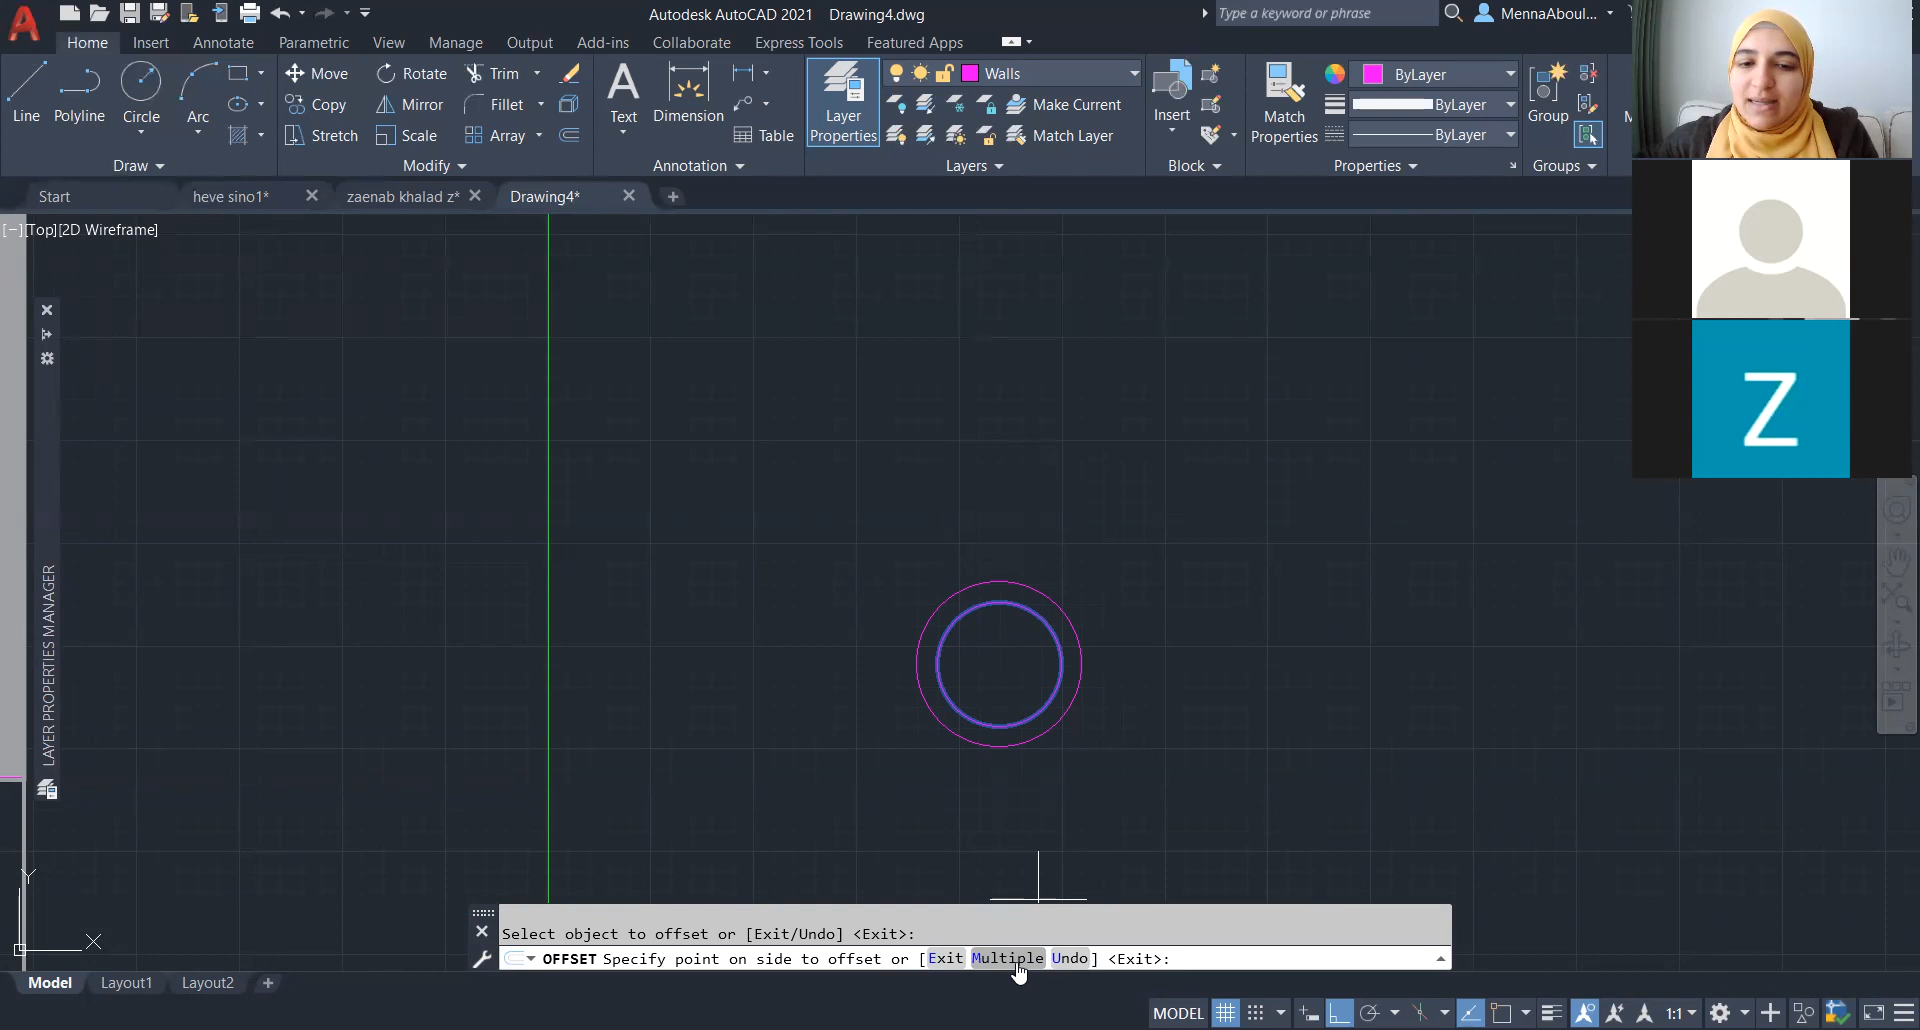 Autodesk AutoCAD 2021 Drawing4.dwg
Type a keyword or phrase
MennaAboul...
Home Insert Annotate Parametric View Manage Output Add-ins Collaborate Express Tools Featured Apps
Line
Polyline
Circle
Arc
Move
Rotate
Trim
Copy
Mirror
Fillet
Stretch
Scale
Array
Text
Dimension
Table
Layer
Properties
Walls
Make Current
Match Layer
Insert
Match
Properties
ByLayer
ByLayer
ByLayer
Group
M
Draw
Modify
Annotation
Layers
Block
Properties
Groups
Start
heve sino1*
zaenab khalad z*
Drawing4*
[−][Top][2D Wireframe]
LAYER PROPERTIES MANAGER
Z
Y
X
Select object to offset or [Exit/Undo] <Exit>:
OFFSET Specify point on side to offset or [Exit Multiple Undo] <Exit>:
Model Layout1 Layout2
MODEL
1:1